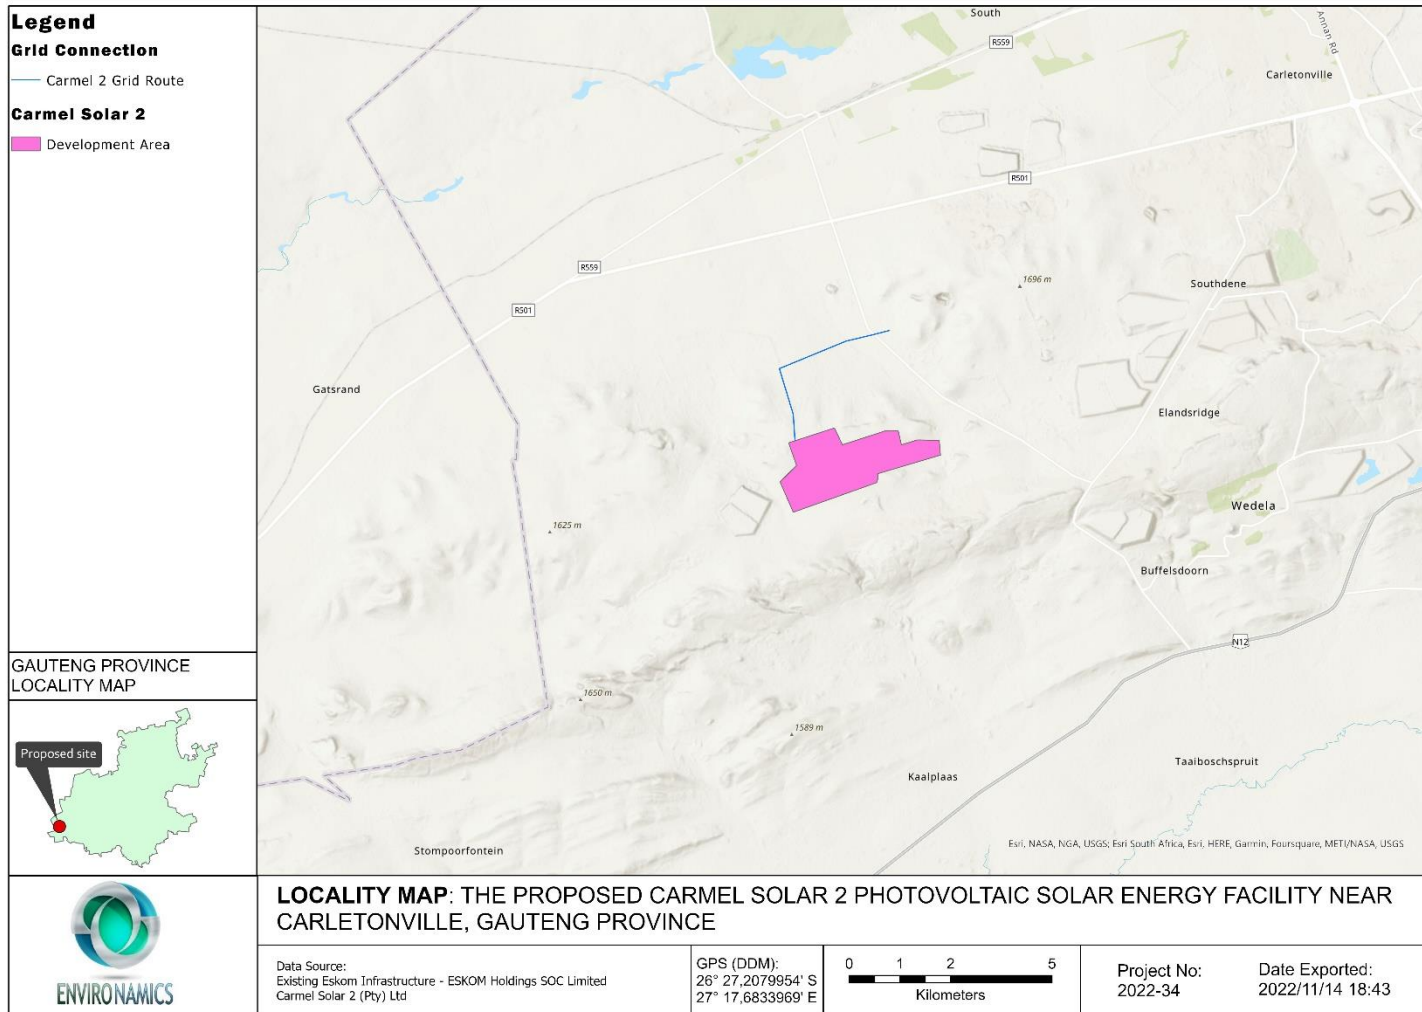 Legend
Grid Connection
Carmel 2 Grid Route
Carmel Solar 2
Development Area
GAUTENG PROVINCE
LOCALITY MAP
Proposed site
ENVIRONAMICS
South
R559
Annan Rd
Carletonville
R501
R559
R501
1696 m
Southdene
Gatsrand
Elandsridge
Wedela
1625 m
Buffelsdoorn
N12
1650 m
1589 m
Kaalplaas
Taaiboschspruit
Stompoorfontein
Esri, NASA, NGA, USGS; Esri South Africa, Esri, HERE, Garmin, Foursquare, METI/NASA, USGS
LOCALITY MAP: THE PROPOSED CARMEL SOLAR 2 PHOTOVOLTAIC SOLAR ENERGY FACILITY NEAR
CARLETONVILLE, GAUTENG PROVINCE
Data Source:
Existing Eskom Infrastructure - ESKOM Holdings SOC Limited
Carmel Solar 2 (Pty) Ltd
GPS (DDM):
26° 27,2079954' S
27° 17,6833969' E
0 1 2 5
Kilometers
Project No:
2022-34
Date Exported:
2022/11/14 18:43